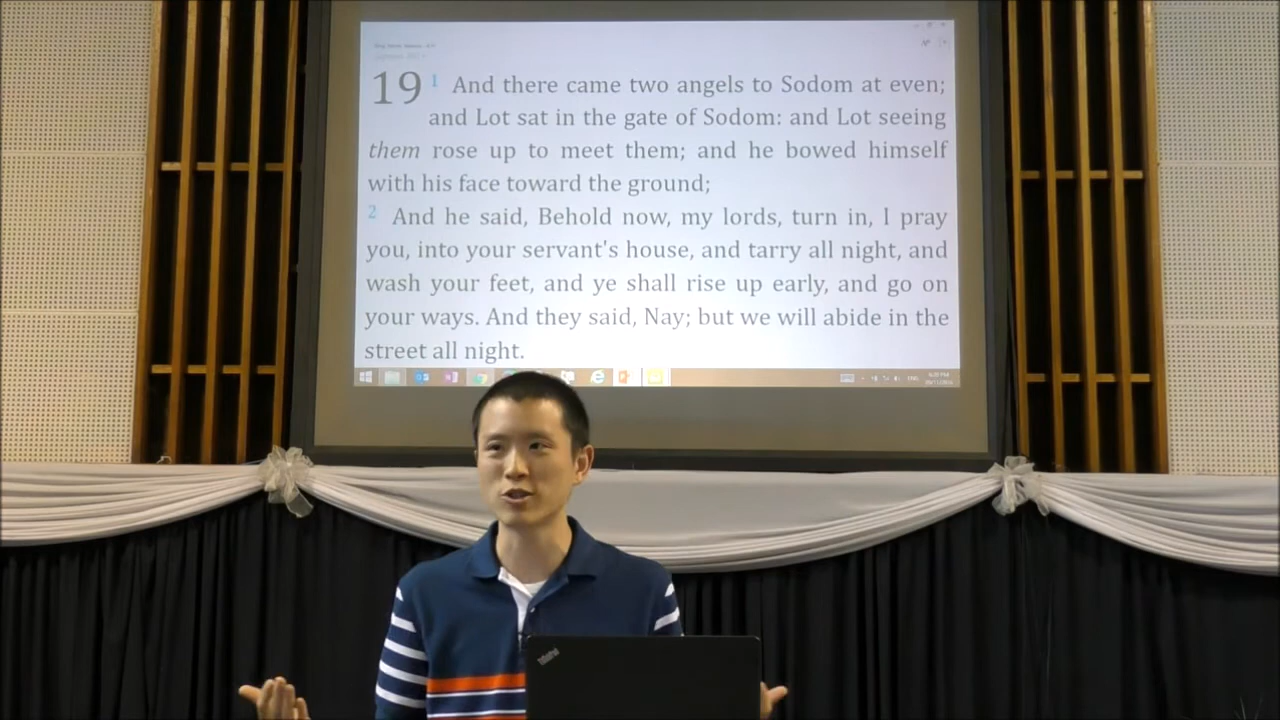 19 1 And there came two angels to Sodom at even;
and Lot sat in the gate of Sodom: and Lot seeing
them rose up to meet them; and he bowed himself
with his face toward the ground;
2 And he said, Behold now, my lords, turn in, I pray
you, into your servant's house, and tarry all night, and
wash your feet, and ye shall rise up early, and go on
your ways. And they said, Nay; but we will abide in the
street all night.
ThinkPad